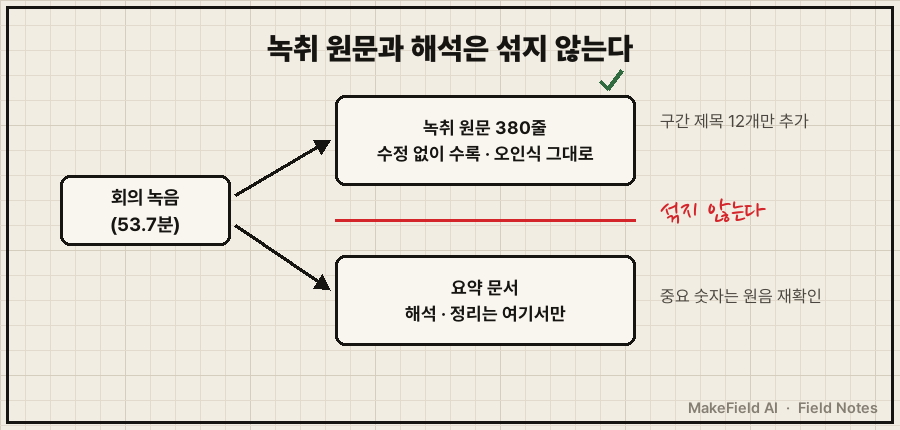 녹취 원문과 해석은 섞지 않는다
녹취 원문 380줄
수정 없이 수록 · 오인식 그대로
구간 제목 12개만 추가
회의 녹음
(53.7분)
섞지 않는다
요약 문서
해석 · 정리는 여기서만
중요 숫자는 원음 재확인
MakeField AI · Field Notes